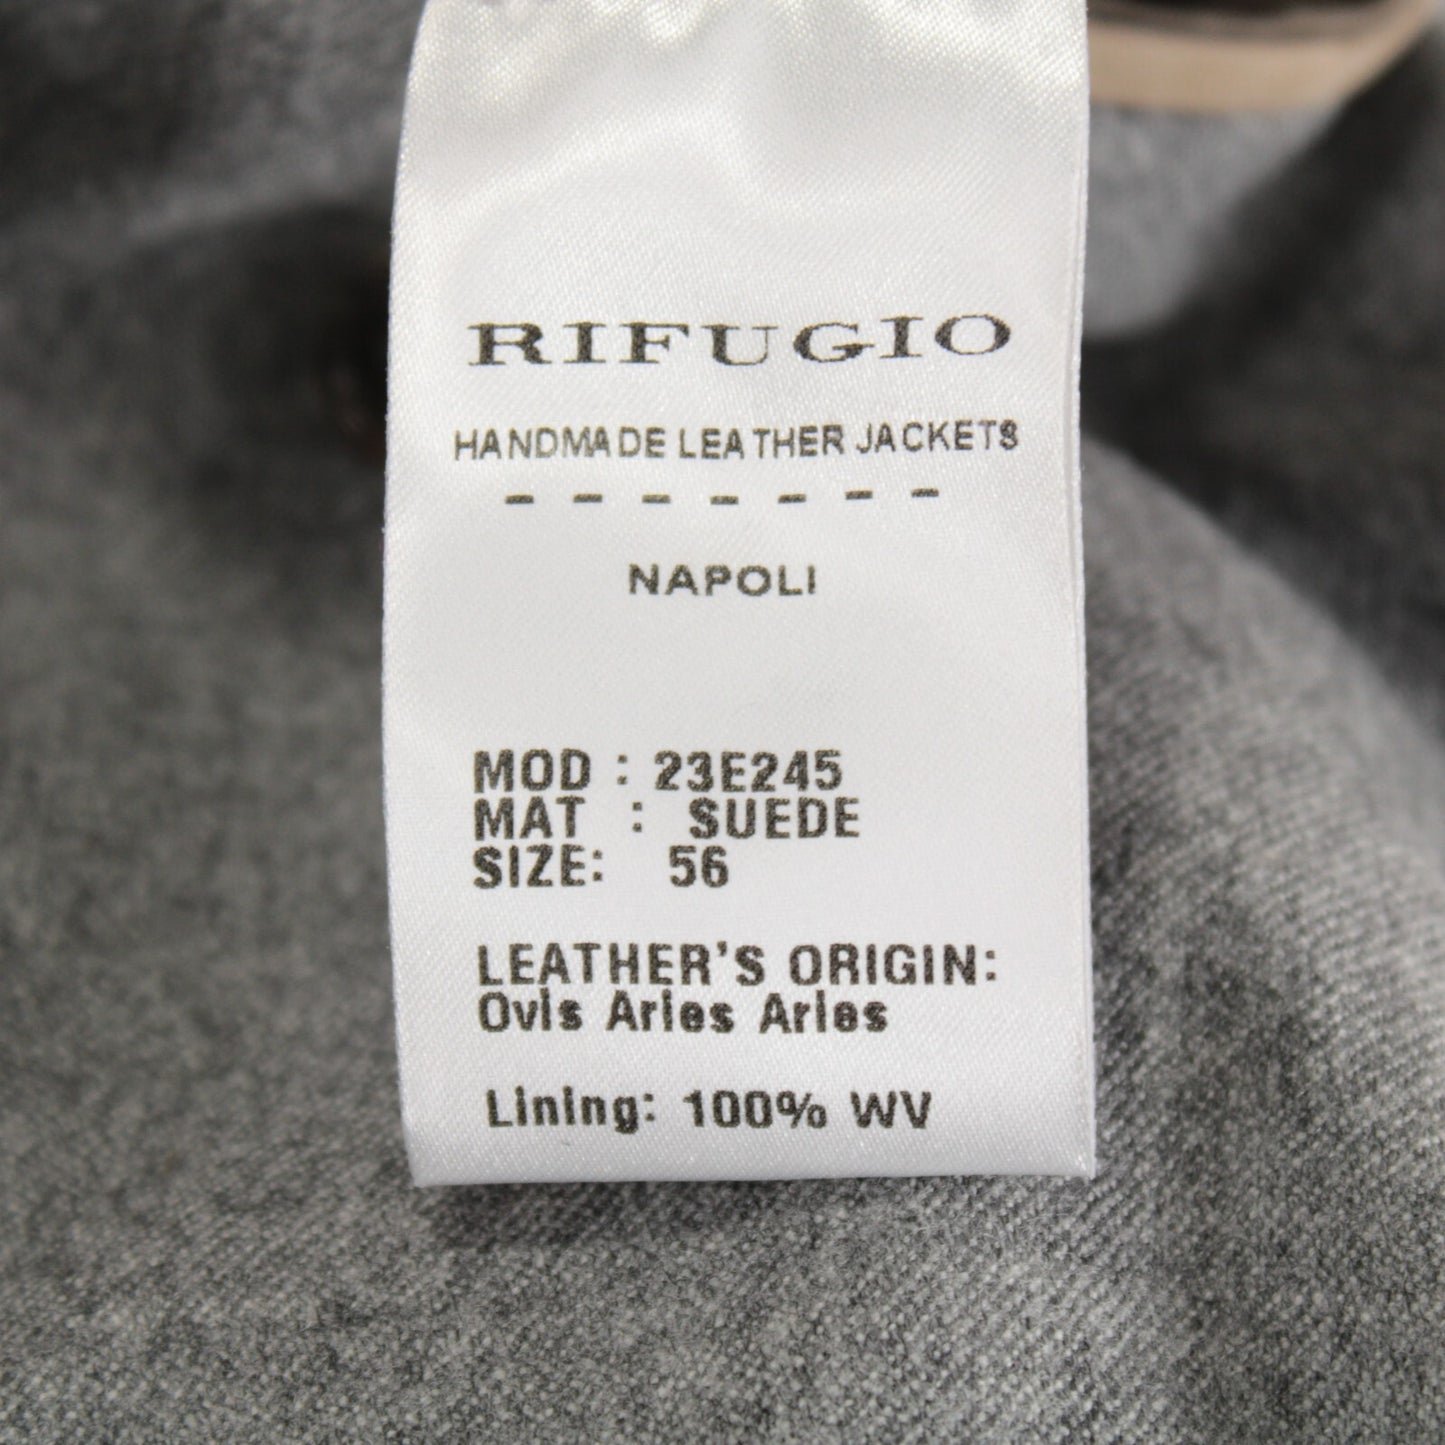 RIFUGIO
HANDMADE LEATHER JACKETS
- - - - - - -
NAPOLI
MOD : 23E245
MAT : SUEDE
SIZE: 56
LEATHER'S ORIGIN:
Ovis Aries Aries
Lining: 100% WV